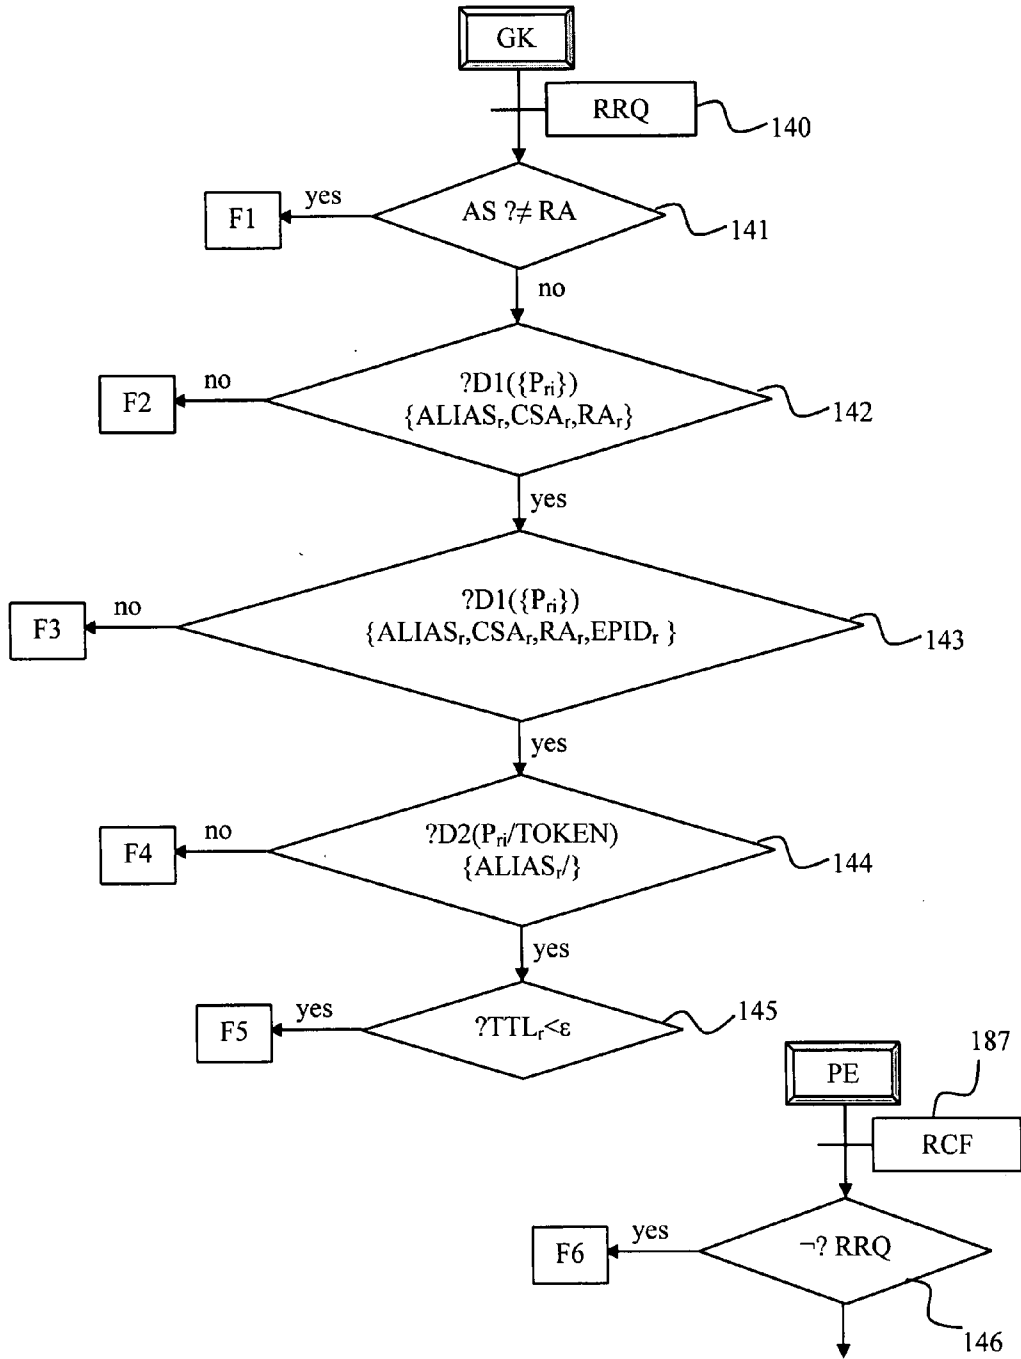 GK
RRQ
140
AS ?≠ RA
141
yes
F1
no
?D1({Pri})
{ALIASr,CSAr,RAr}
142
no
F2
yes
?D1({Pri})
{ALIASr,CSAr,RAr,EPIDr }
143
no
F3
yes
?D2(Pri/TOKEN)
{ALIASr/}
144
no
F4
yes
?TTLr<ε
145
yes
F5
PE
187
RCF
¬? RRQ
yes
F6
146